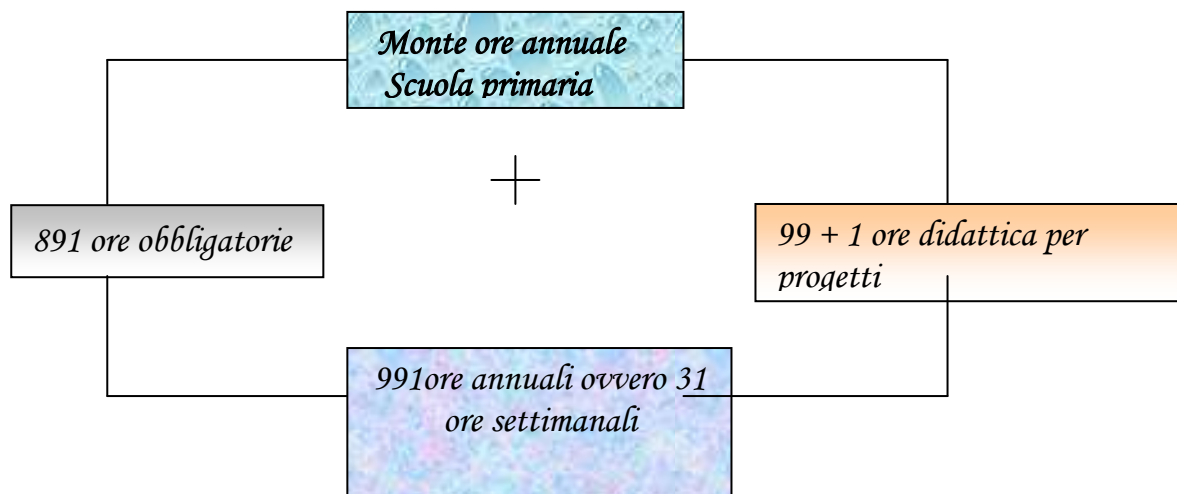 Monte ore annuale
Scuola primaria
891 ore obbligatorie
99 + 1 ore didattica per
progetti
991ore annuali ovvero 31
ore settimanali